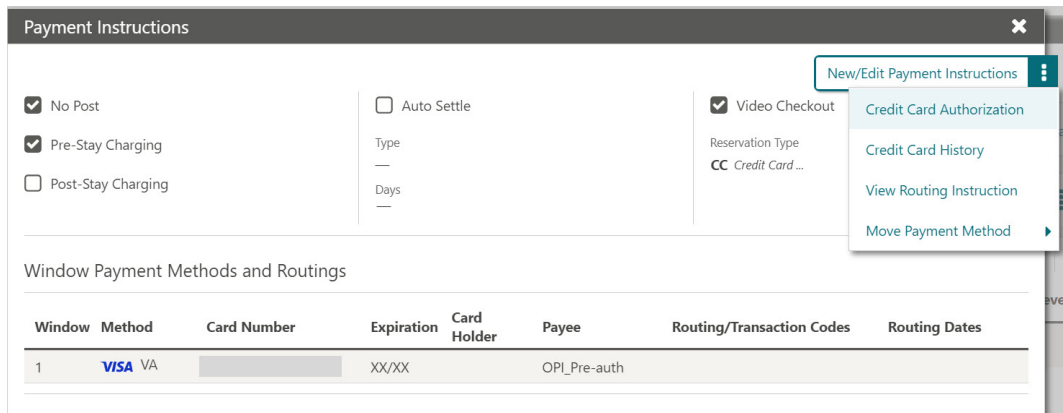 Payment Instructions
New/Edit Payment Instructions
No Post
Auto Settle
Video Checkout
Credit Card Authorization
Pre-Stay Charging
Type
—
Reservation Type
CC Credit Card ...
Credit Card History
Post-Stay Charging
Days
—
View Routing Instruction
Move Payment Method
Window Payment Methods and Routings
Window Method Card Number Expiration Card Holder Payee Routing/Transaction Codes Routing Dates
1 VISA VA XX/XX OPI_Pre-auth